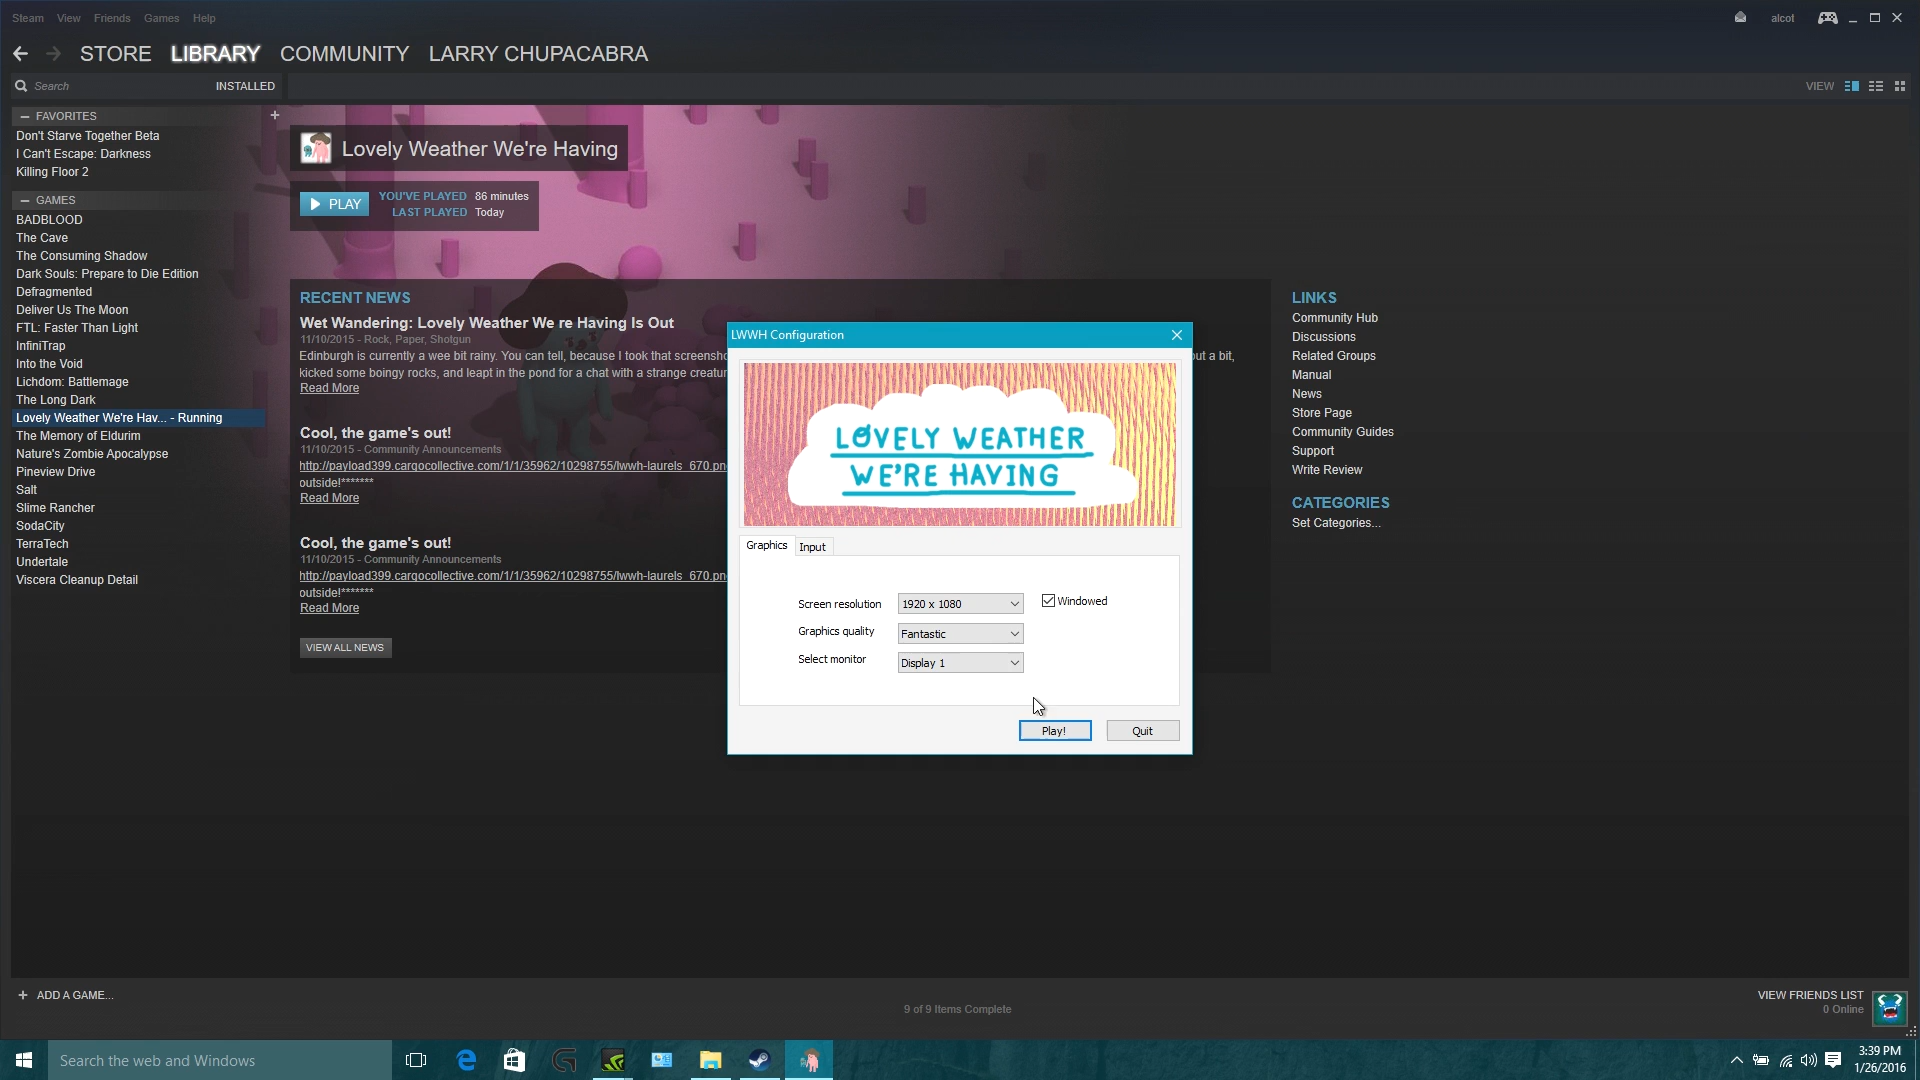 Steam View Friends Games Help
alcot
STORE LIBRARY COMMUNITY LARRY CHUPACABRA
Search INSTALLED
VIEW
FAVORITES
Don't Starve Together Beta
I Can't Escape: Darkness
Killing Floor 2
GAMES
BADBLOOD
The Cave
The Consuming Shadow
Dark Souls: Prepare to Die Edition
Defragmented
Deliver Us The Moon
FTL: Faster Than Light
InfiniTrap
Into the Void
Lichdom: Battlemage
The Long Dark
Lovely Weather We're Hav... - Running
The Memory of Eldurim
Nature's Zombie Apocalypse
Pineview Drive
Salt
Slime Rancher
SodaCity
TerraTech
Undertale
Viscera Cleanup Detail
Lovely Weather We're Having
PLAY
YOU'VE PLAYED 86 minutes
LAST PLAYED Today
RECENT NEWS
Wet Wandering: Lovely Weather We re Having Is Out
11/10/2015 - Rock, Paper, Shotgun
Edinburgh is currently a wee bit rainy. You can tell, because I took that screensho
ut a bit,
kicked some boingy rocks, and leapt in the pond for a chat with a strange creatur
Read More
Cool, the game's out!
11/10/2015 - Community Announcements
http://payload399.cargocollective.com/1/1/35962/10298755/lwwh-laurels_670.pn
outside!*******
Read More
Cool, the game's out!
11/10/2015 - Community Announcements
http://payload399.cargocollective.com/1/1/35962/10298755/lwwh-laurels_670.pn
outside!*******
Read More
VIEW ALL NEWS
LWWH Configuration
LOVELY WEATHER
WE'RE HAVING
Graphics Input
Screen resolution 1920 x 1080 Windowed
Graphics quality Fantastic
Select monitor Display 1
Play! Quit
LINKS
Community Hub
Discussions
Related Groups
Manual
News
Store Page
Community Guides
Support
Write Review
CATEGORIES
Set Categories...
+ ADD A GAME...
9 of 9 Items Complete
VIEW FRIENDS LIST
0 Online
Search the web and Windows
3:39 PM
1/26/2016